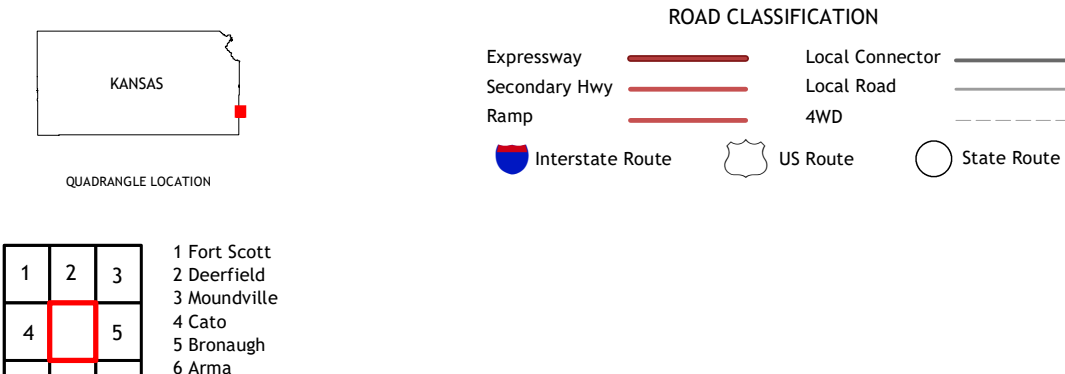 KANSAS
QUADRANGLE LOCATION
ROAD CLASSIFICATION
Expressway
Secondary Hwy
Ramp
Local Connector
Local Road
4WD
Interstate Route
US Route
State Route
1 2 3
4 5
1 Fort Scott
2 Deerfield
3 Moundville
4 Cato
5 Bronaugh
6 Arma